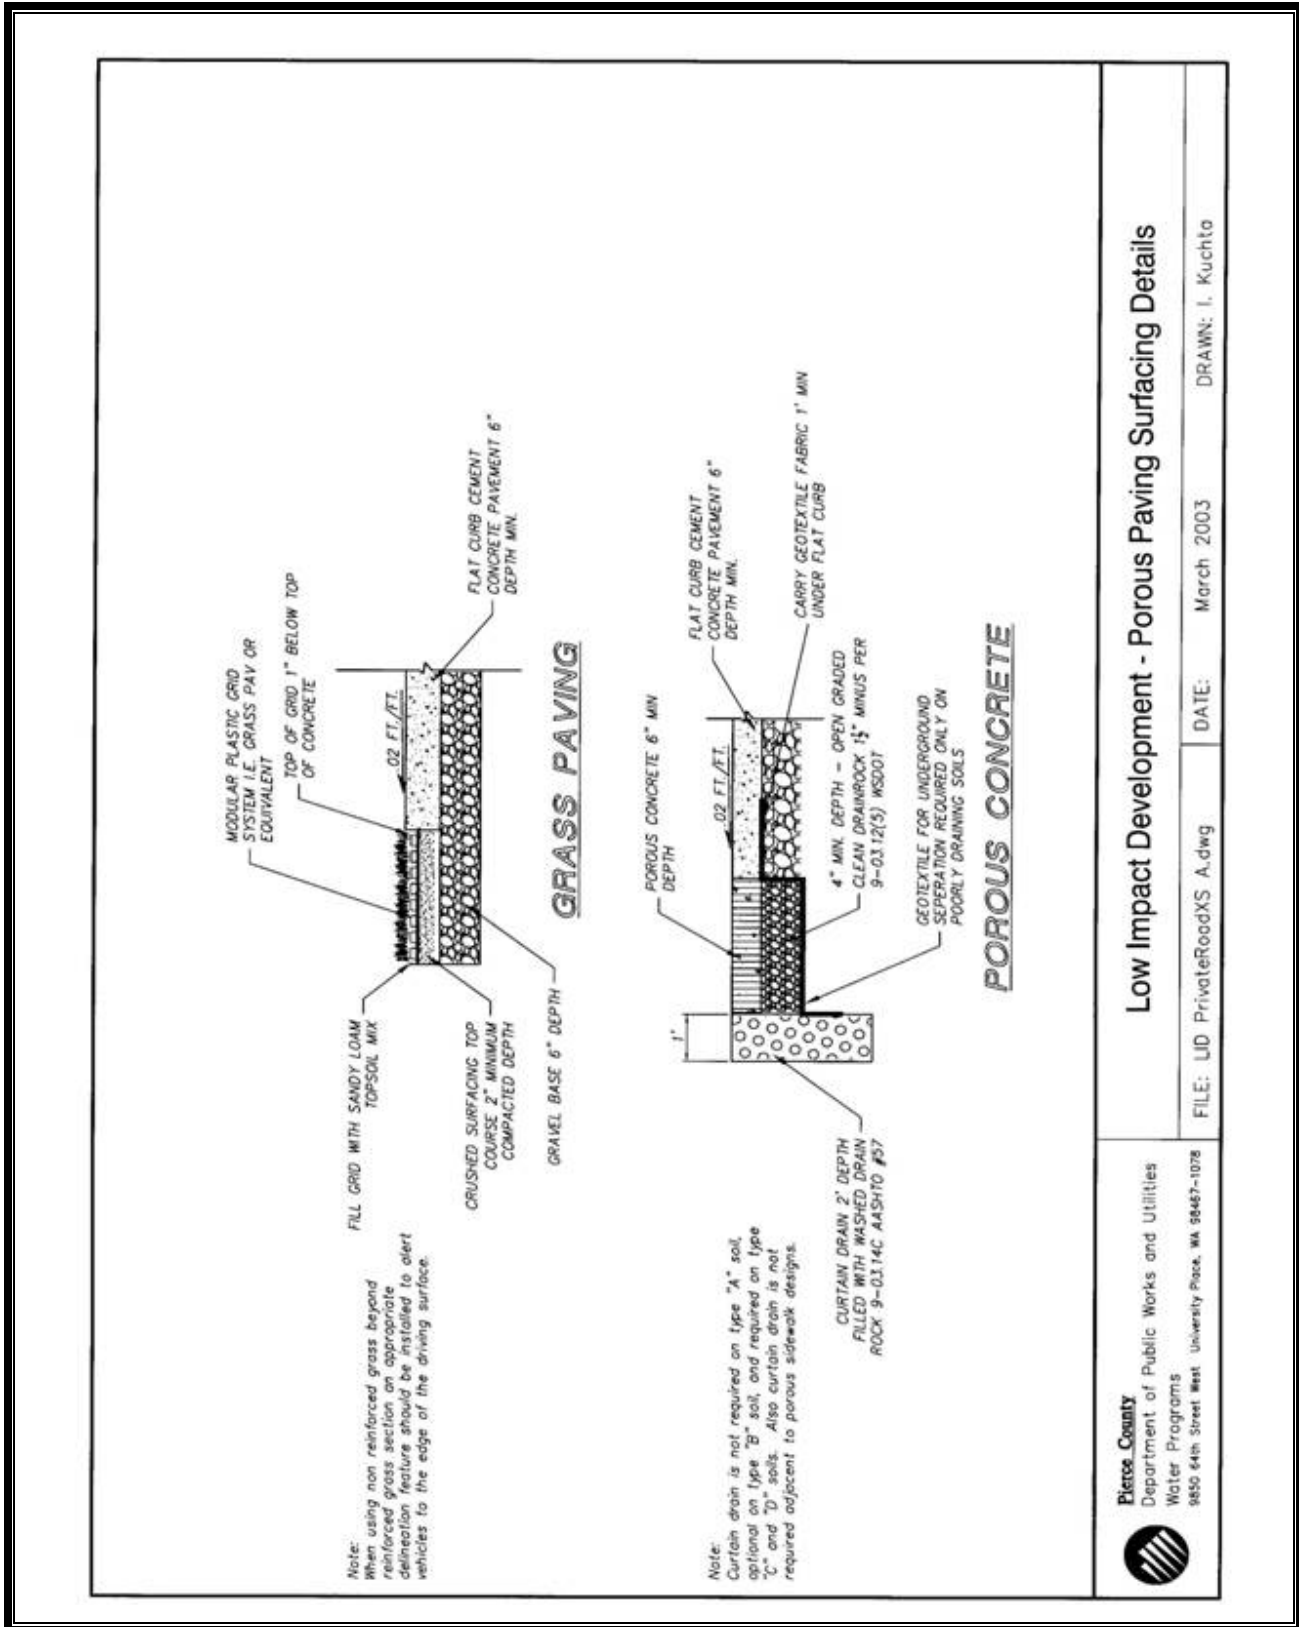 MODULAR PLASTIC GRID
SYSTEM I.E. GRASS PAV OR
EQUIVALENT
TOP OF GRID 1" BELOW TOP
OF CONCRETE
.02 FT./FT.
FILL GRID WITH SANDY LOAM
TOPSOIL MIX
CRUSHED SURFACING TOP
COURSE 2" MINIMUM
COMPACTED DEPTH
GRAVEL BASE 6" DEPTH
FLAT CURB CEMENT
CONCRETE PAVEMENT 6"
DEPTH MIN.
GRASS PAVING
Note:
When using non reinforced grass beyond
reinforced grass section an appropriate
delineation feature should be installed to alert
vehicles to the edge of the driving surface.
POROUS CONCRETE 6" MIN
DEPTH
.02 FT./FT.
FLAT CURB CEMENT
CONCRETE PAVEMENT 6"
DEPTH MIN.
1'
CARRY GEOTEXTILE FABRIC 1' MIN
UNDER FLAT CURB
4" MIN. DEPTH - OPEN GRADED
CLEAN DRAINROCK 1½" MINUS PER
9-03.12(5) WSDOT
GEOTEXTILE FOR UNDERGROUND
SEPERATION REQUIRED ONLY ON
POORLY DRAINING SOILS
CURTAIN DRAIN 2' DEPTH
FILLED WITH WASHED DRAIN
ROCK 9-03.14C AASHTO #57
POROUS CONCRETE
Note:
Curtain drain is not required on type "A" soil,
optional on type "B" soil, and required on type
"C" and "D" soils. Also curtain drain is not
required adjacent to porous sidewalk designs.
Pierce County
Department of Public Works and Utilities
Water Programs
9850 64th Street West University Place, WA 98467-1078
Low Impact Development - Porous Paving Surfacing Details
FILE: LID PrivateRoadXS A.dwg
DATE: March 2003
DRAWN: I. Kuchta